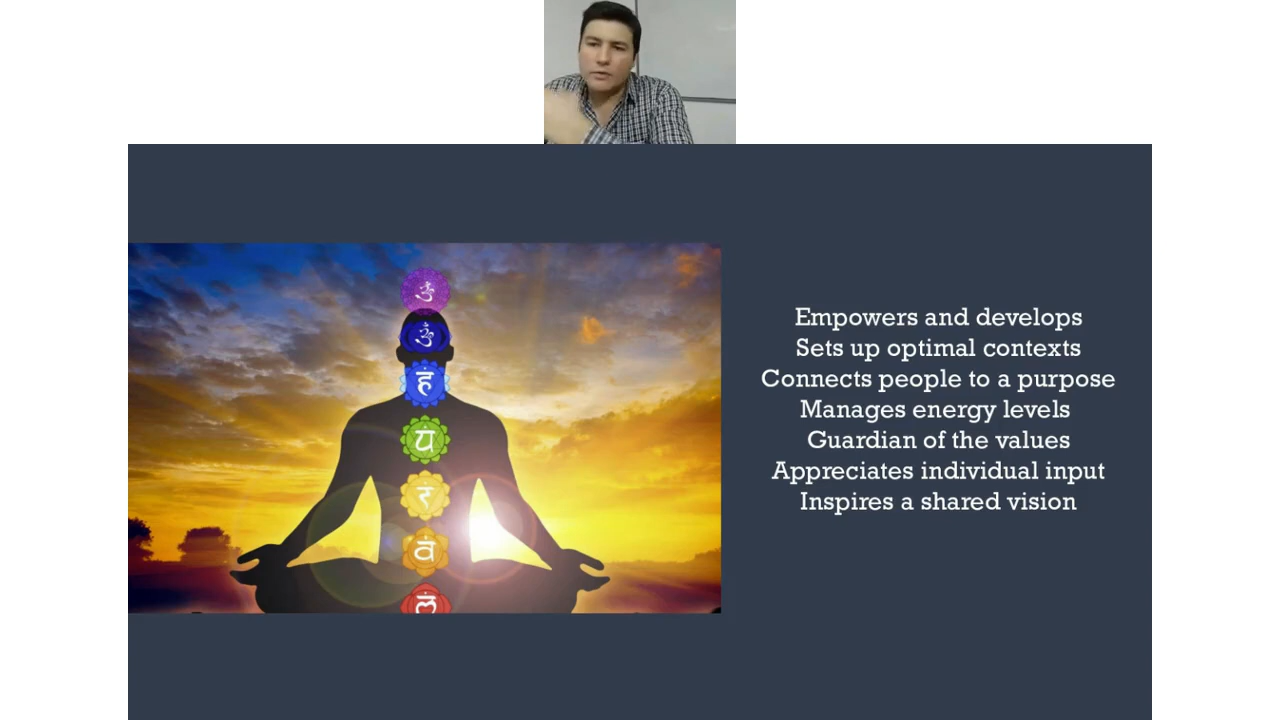 ॐ
ॐ
हं
यं
रं
वं
लं
Empowers and develops
Sets up optimal contexts
Connects people to a purpose
Manages energy levels
Guardian of the values
Appreciates individual input
Inspires a shared vision